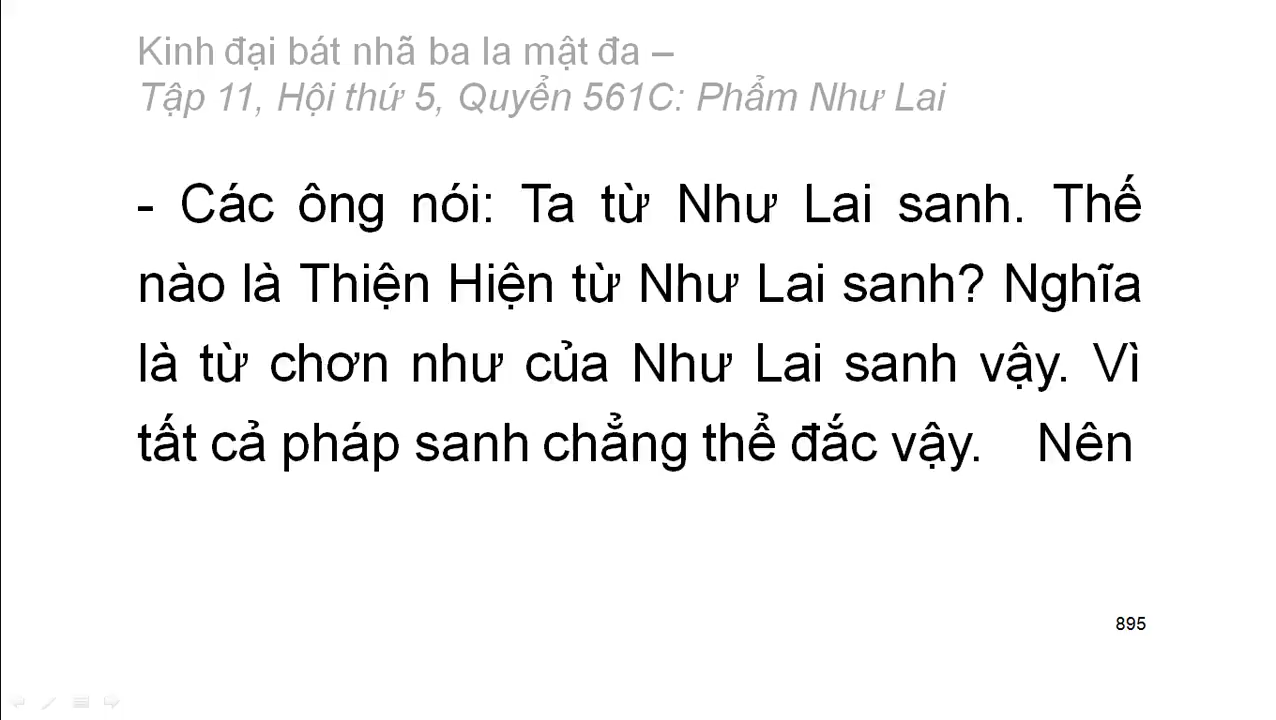 Kinh đại bát nhã ba la mật đa –
Tập 11, Hội thứ 5, Quyển 561C: Phẩm Như Lai
- Các ông nói: Ta từ Như Lai sanh. Thế
nào là Thiện Hiện từ Như Lai sanh? Nghĩa
là từ chơn như của Như Lai sanh vậy. Vì
tất cả pháp sanh chẳng thể đắc vậy. Nên
895